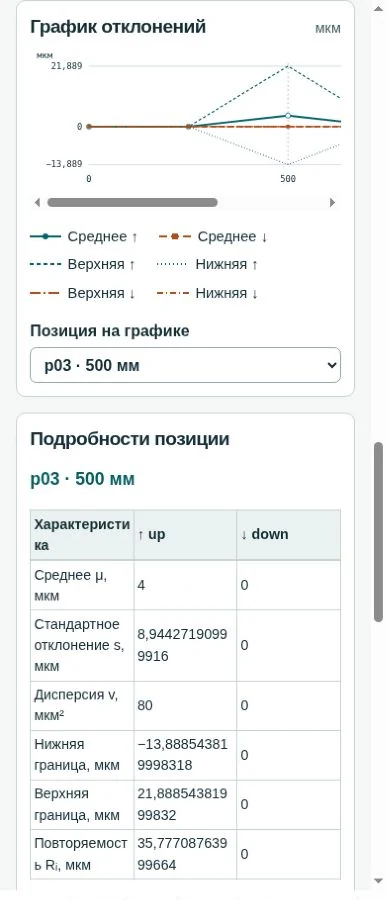 График отклонений
мкм
мкм
21,889
0
−13,889
0
500
Среднее ↑
Среднее ↓
Верхняя ↑
Нижняя ↑
Верхняя ↓
Нижняя ↓
Позиция на графике
p03 · 500 мм
Подробности позиции
p03 · 500 мм
Характеристи
ка
↑ up
↓ down
Среднее μ,
мкм
4
0
Стандартное
отклонение s,
мкм
8,9442719099
9916
0
Дисперсия v,
мкм²
80
0
Нижняя
граница, мкм
−13,88854381
9998318
0
Верхняя
граница, мкм
21,888543819
99832
0
Повторяемост
ь Rᵢ, мкм
35,777087639
99664
0